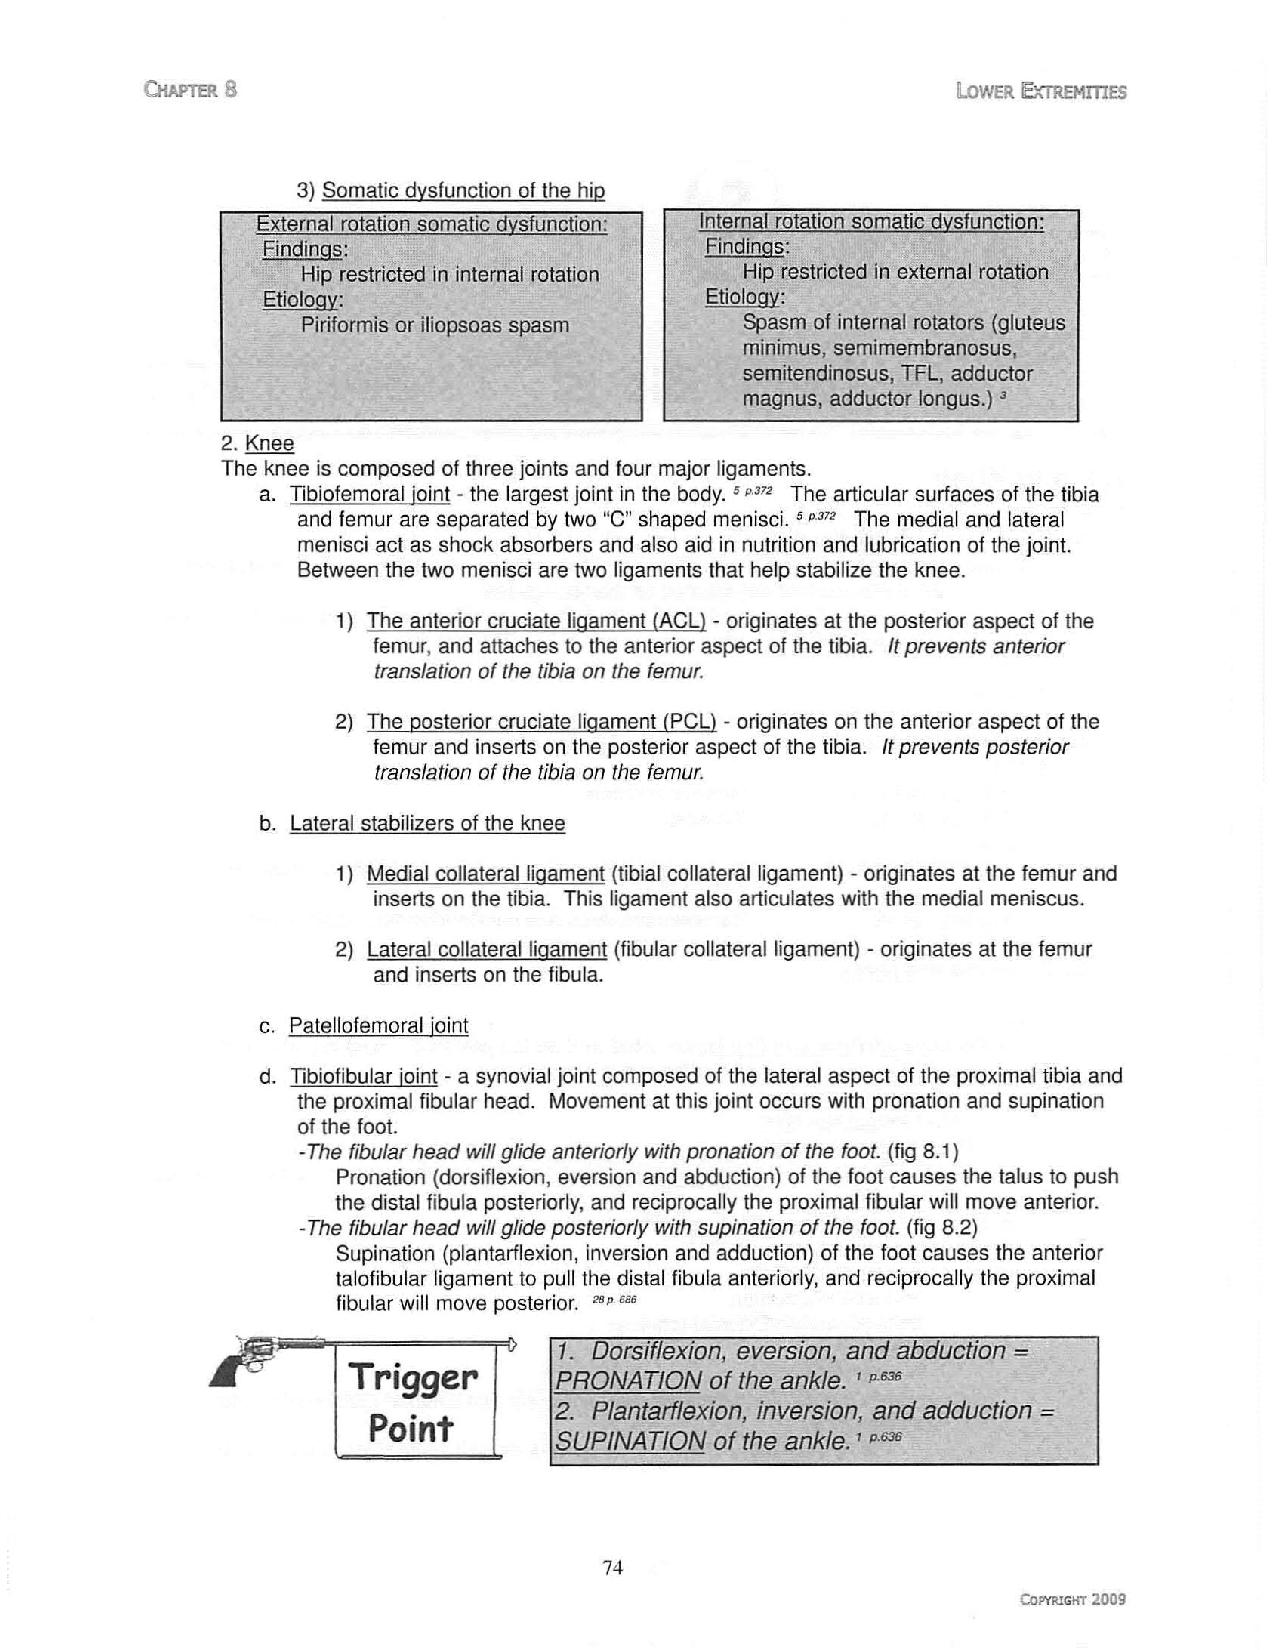 CHAPTER 8
LOWER EXTREMITIES
3) Somatic dysfunction of the hip
External rotation somatic dysfunction:
Findings:
Hip restricted in internal rotation
Etiology:
Piriformis or iliopsoas spasm
Internal rotation somatic dysfunction:
Findings:
Hip restricted in external rotation
Etiology:
Spasm of internal rotators (gluteus
minimus, semimembranosus,
semitendinosus, TFL, adductor
magnus, adductor longus.) 3
2. Knee
The knee is composed of three joints and four major ligaments.
a. Tibiofemoral joint - the largest joint in the body. 5 p.372 The articular surfaces of the tibia
and femur are separated by two “C” shaped menisci. 5 p.372 The medial and lateral
menisci act as shock absorbers and also aid in nutrition and lubrication of the joint.
Between the two menisci are two ligaments that help stabilize the knee.
1) The anterior cruciate ligament (ACL) - originates at the posterior aspect of the
femur, and attaches to the anterior aspect of the tibia. It prevents anterior
translation of the tibia on the femur.
2) The posterior cruciate ligament (PCL) - originates on the anterior aspect of the
femur and inserts on the posterior aspect of the tibia. It prevents posterior
translation of the tibia on the femur.
b. Lateral stabilizers of the knee
1) Medial collateral ligament (tibial collateral ligament) - originates at the femur and
inserts on the tibia. This ligament also articulates with the medial meniscus.
2) Lateral collateral ligament (fibular collateral ligament) - originates at the femur
and inserts on the fibula.
c. Patellofemoral joint
d. Tibiofibular joint - a synovial joint composed of the lateral aspect of the proximal tibia and
the proximal fibular head. Movement at this joint occurs with pronation and supination
of the foot.
-The fibular head will glide anteriorly with pronation of the foot. (fig 8.1)
Pronation (dorsiflexion, eversion and abduction) of the foot causes the talus to push
the distal fibula posteriorly, and reciprocally the proximal fibular will move anterior.
-The fibular head will glide posteriorly with supination of the foot. (fig 8.2)
Supination (plantarflexion, inversion and adduction) of the foot causes the anterior
talofibular ligament to pull the distal fibula anteriorly, and reciprocally the proximal
fibular will move posterior. 28 p 686
Trigger
Point
1. Dorsiflexion, eversion, and abduction =
PRONATION of the ankle. 1 p.636
2. Plantarflexion, inversion, and adduction =
SUPINATION of the ankle. 1 p.636
74
COPYRIGHT 2009